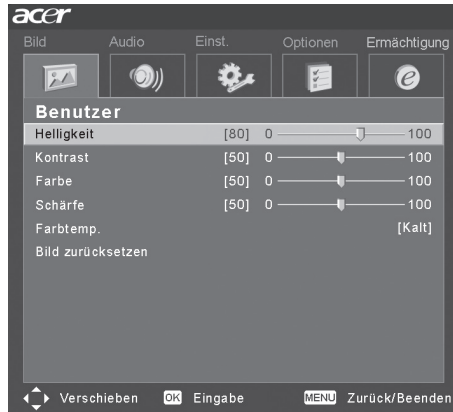 acer
Bild Audio Einst. Optionen Ermächtigung
e
Benutzer
Helligkeit [80] 0 100
Kontrast [50] 0 100
Farbe [50] 0 100
Schärfe [50] 0 100
Farbtemp. [Kalt]
Bild zurücksetzen
Verschieben OK Eingabe MENU Zurück/Beenden